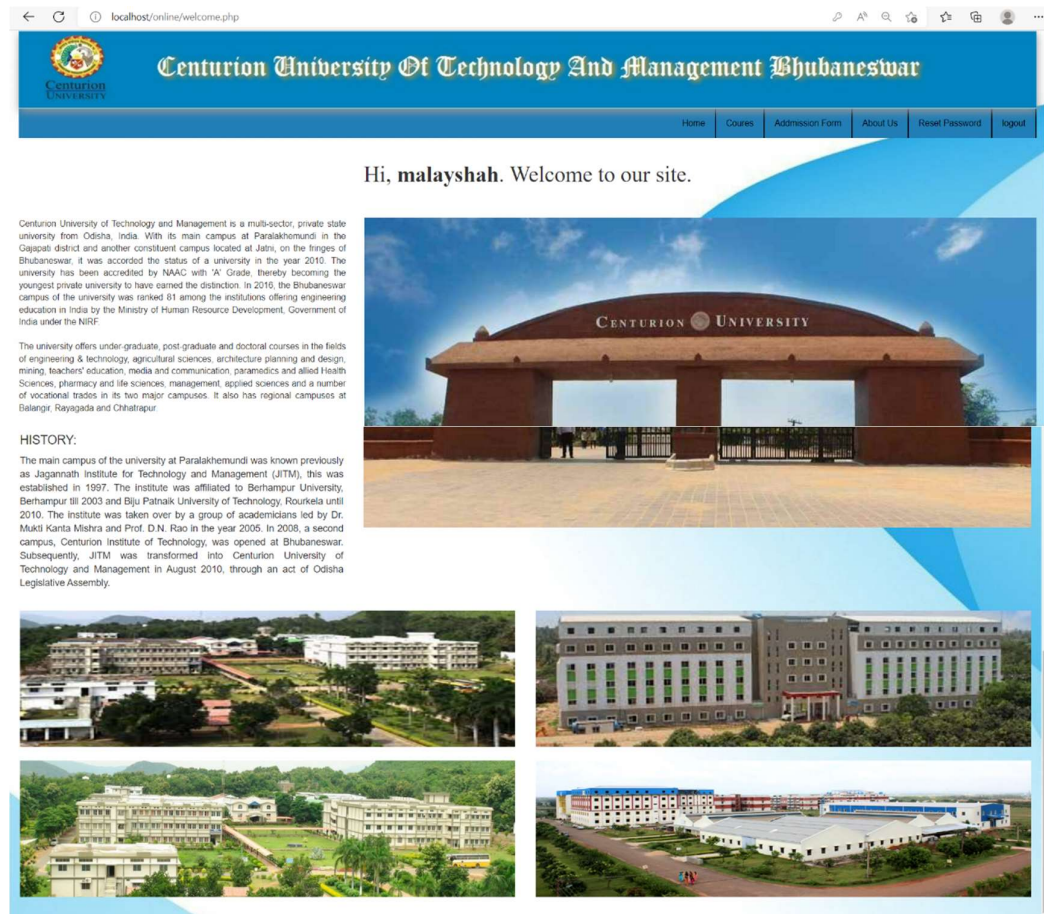 localhost/online/welcome.php
Centurion
UNIVERSITY
Centurion University Of Technology And Management Bhubaneswar
Home Coures Addmission Form About Us Reset Password logout
Hi, malayshah. Welcome to our site.
Centurion University of Technology and Management is a multi-sector, private state
university from Odisha, India. With its main campus at Paralakhemundi in the
Gajapati district and another constituent campus located at Jatni, on the fringes of
Bhubaneswar, it was accorded the status of a university in the year 2010. The
university has been accredited by NAAC with 'A' Grade, thereby becoming the
youngest private university to have earned the distinction. In 2016, the Bhubaneswar
campus of the university was ranked 81 among the institutions offering engineering
education in India by the Ministry of Human Resource Development, Government of
India under the NIRF.
The university offers under-graduate, post-graduate and doctoral courses in the fields
of engineering & technology, agricultural sciences, architecture planning and design,
mining, teachers' education, media and communication, paramedics and allied Health
Sciences, pharmacy and life sciences, management, applied sciences and a number
of vocational trades in its two major campuses. It also has regional campuses at
Balangir, Rayagada and Chhatrapur.
CENTURION UNIVERSITY
HISTORY:
The main campus of the university at Paralakhemundi was known previously
as Jagannath Institute for Technology and Management (JITM), this was
established in 1997. The institute was affiliated to Berhampur University,
Berhampur till 2003 and Biju Patnaik University of Technology, Rourkela until
2010. The institute was taken over by a group of academicians led by Dr.
Mukti Kanta Mishra and Prof. D.N. Rao in the year 2005. In 2008, a second
campus, Centurion Institute of Technology, was opened at Bhubaneswar.
Subsequently, JITM was transformed into Centurion University of
Technology and Management in August 2010, through an act of Odisha
Legislative Assembly.